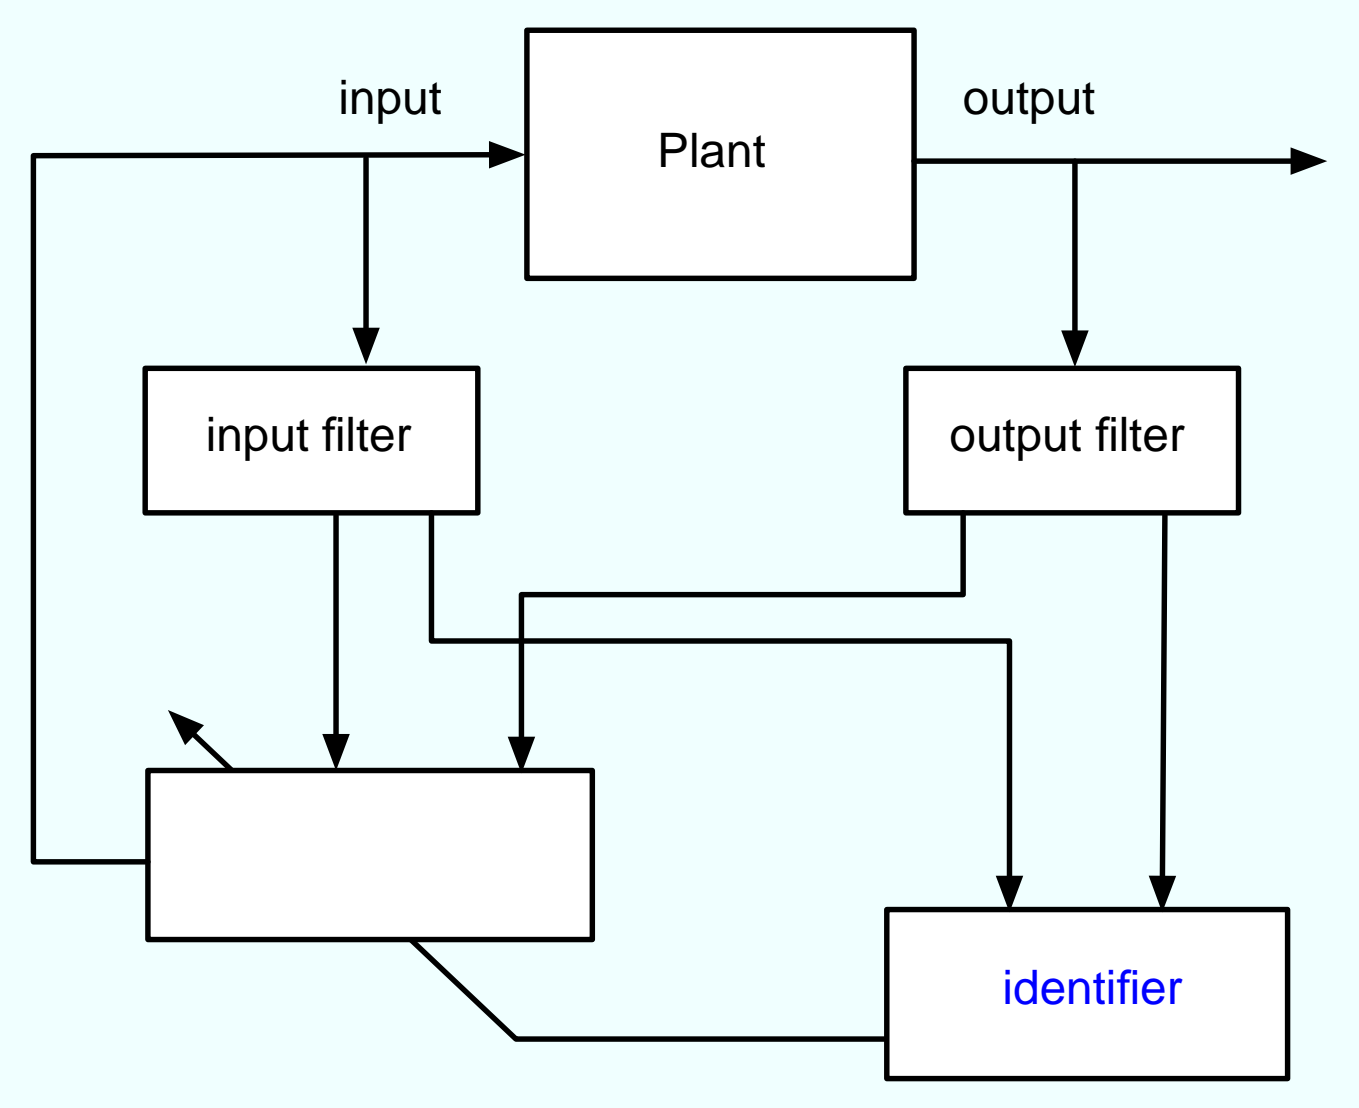 input
Plant
output
input filter
output filter
identifier